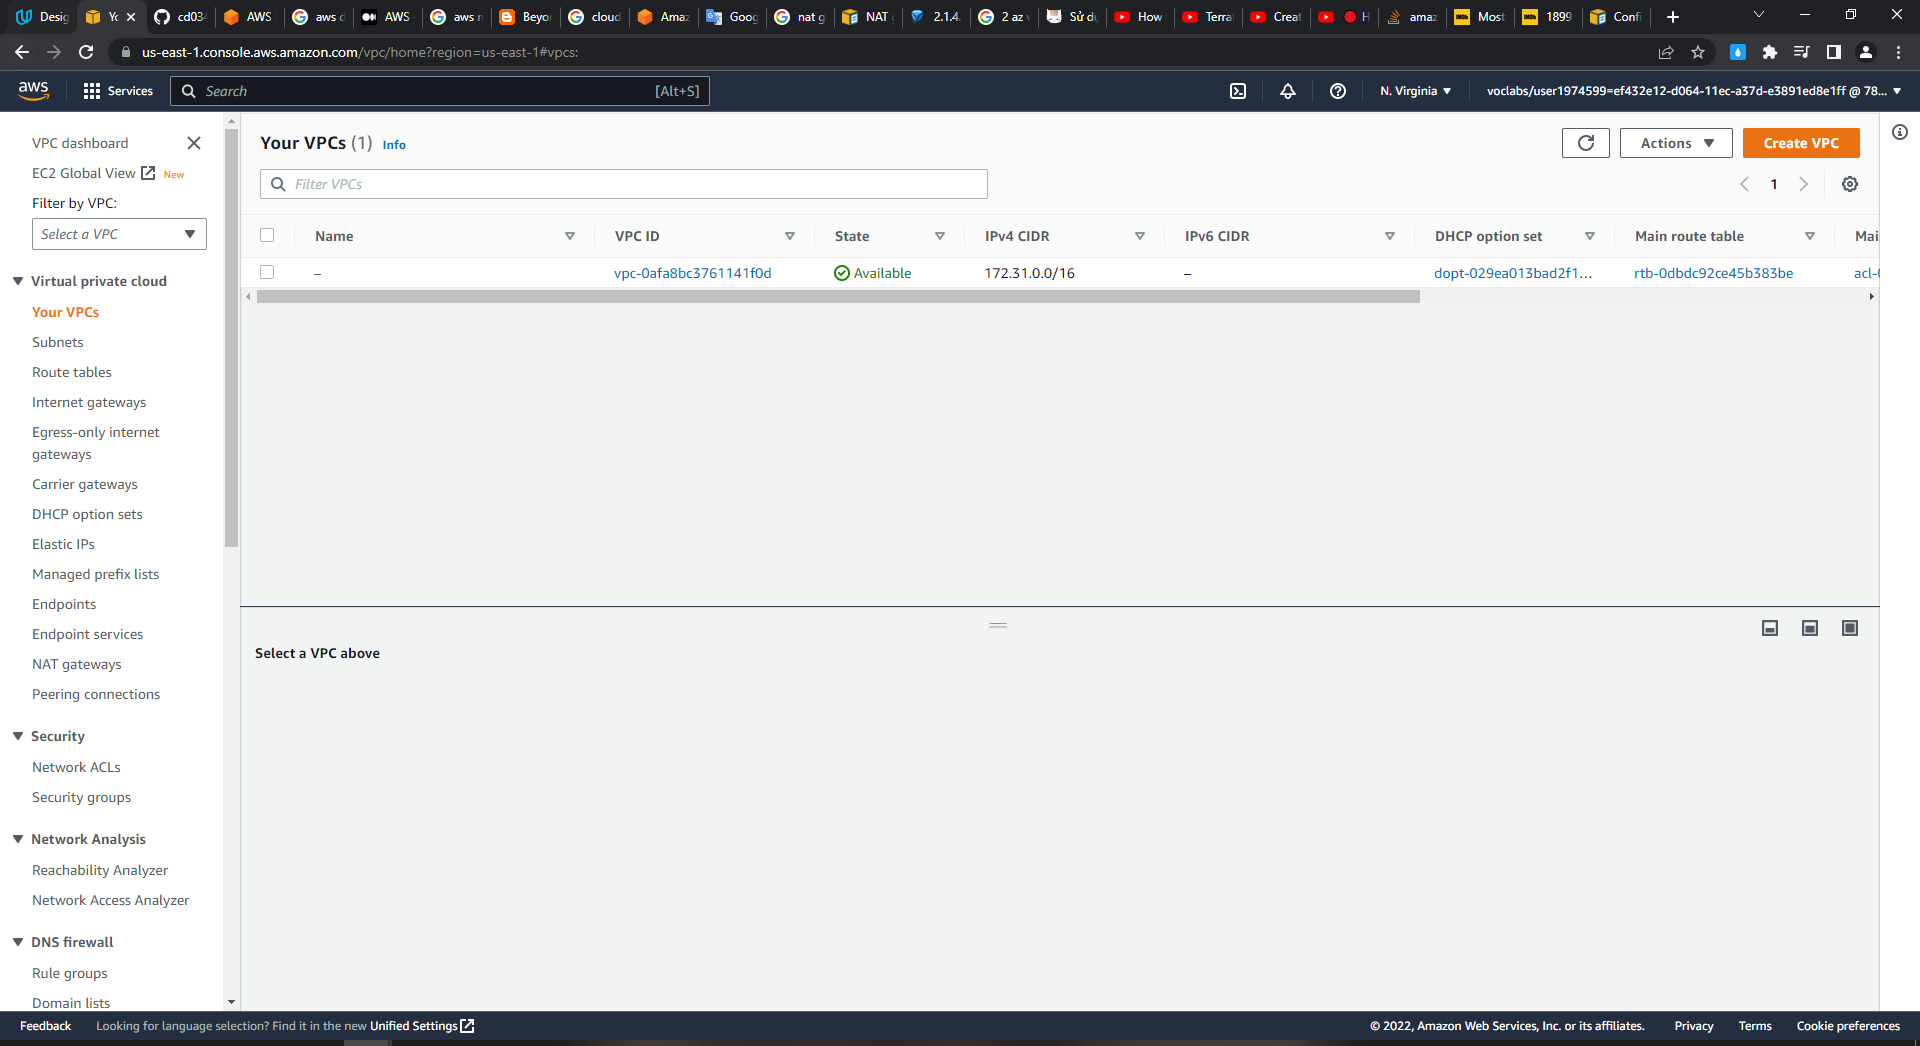 Desig
Yo
cd034
AWS
aws d
AWS
aws n
Beyo
cloud
Amaz
Goog
nat g
NAT
2.1.4.
2 az v
Sử dụ
How
Terra
Creat
H
amaz
Most
1899
Confi
us-east-1.console.aws.amazon.com/vpc/home?region=us-east-1#vpcs:
aws
Services
Search
[Alt+S]
N. Virginia
voclabs/user1974599=ef432e12-d064-11ec-a37d-e3891ed8e1ff @ 78...
VPC dashboard
EC2 Global View New
Filter by VPC:
Select a VPC
Virtual private cloud
Your VPCs
Subnets
Route tables
Internet gateways
Egress-only internet
gateways
Carrier gateways
DHCP option sets
Elastic IPs
Managed prefix lists
Endpoints
Endpoint services
NAT gateways
Peering connections
Security
Network ACLs
Security groups
Network Analysis
Reachability Analyzer
Network Access Analyzer
DNS firewall
Rule groups
Domain lists
Your VPCs (1) Info
Actions
Create VPC
Filter VPCs
1
Name VPC ID State IPv4 CIDR IPv6 CIDR DHCP option set Main route table Mai
– vpc-0afa8bc3761141f0d Available 172.31.0.0/16 – dopt-029ea013bad2f1... rtb-0dbdc92ce45b383be acl-0
Select a VPC above
Feedback Looking for language selection? Find it in the new Unified Settings
© 2022, Amazon Web Services, Inc. or its affiliates. Privacy Terms Cookie preferences